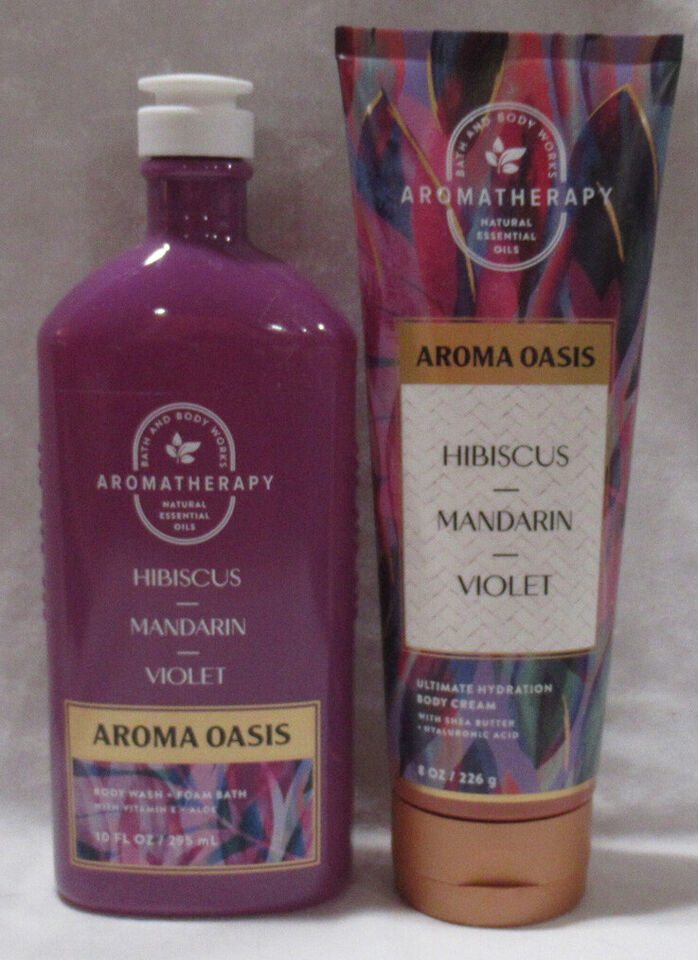 BATH AND BODY WORKS
AROMATHERAPY
NATURAL
ESSENTIAL
OILS
HIBISCUS
—
MANDARIN
—
VIOLET
AROMA OASIS
BODY WASH + FOAM BATH
WITH VITAMIN E + ALOE
10 FL OZ / 295 mL
BATH AND BODY WORKS
AROMATHERAPY
NATURAL
ESSENTIAL
OILS
AROMA OASIS
HIBISCUS
—
MANDARIN
—
VIOLET
ULTIMATE HYDRATION
BODY CREAM
WITH SHEA BUTTER
+ HYALURONIC ACID
8 OZ / 226 g